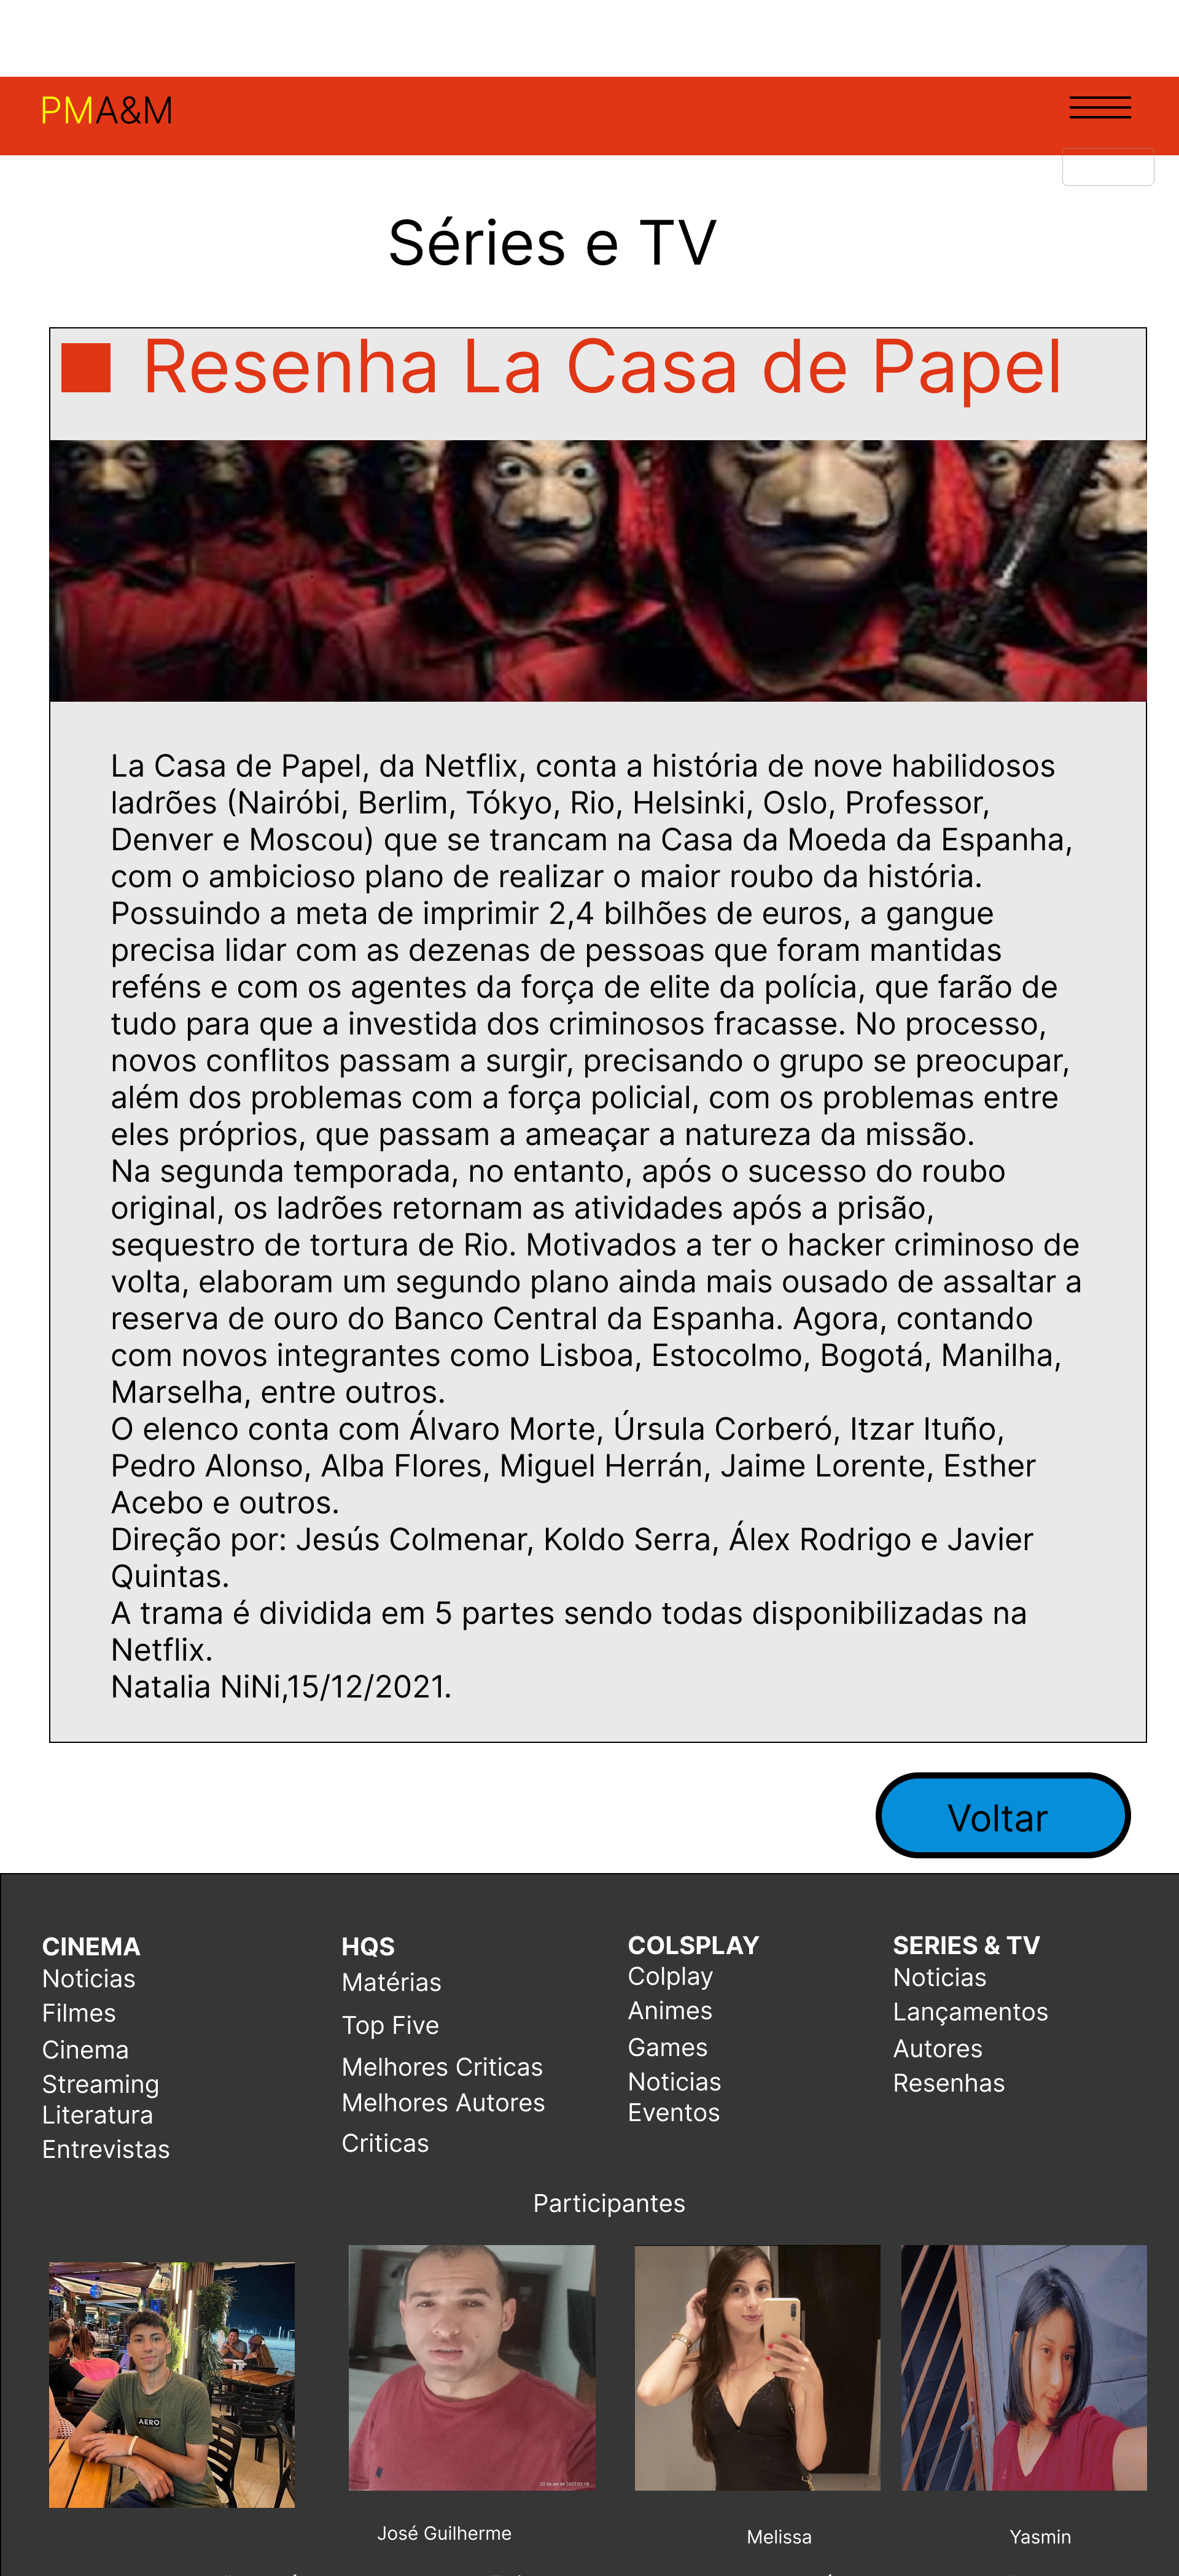 PMA&M
Séries e TV
Resenha La Casa de Papel
La Casa de Papel, da Netflix, conta a história de nove habilidosos
ladrões (Nairóbi, Berlim, Tókyo, Rio, Helsinki, Oslo, Professor,
Denver e Moscou) que se trancam na Casa da Moeda da Espanha,
com o ambicioso plano de realizar o maior roubo da história.
Possuindo a meta de imprimir 2,4 bilhões de euros, a gangue
precisa lidar com as dezenas de pessoas que foram mantidas
reféns e com os agentes da força de elite da polícia, que farão de
tudo para que a investida dos criminosos fracasse. No processo,
novos conflitos passam a surgir, precisando o grupo se preocupar,
além dos problemas com a força policial, com os problemas entre
eles próprios, que passam a ameaçar a natureza da missão.
Na segunda temporada, no entanto, após o sucesso do roubo
original, os ladrões retornam as atividades após a prisão,
sequestro de tortura de Rio. Motivados a ter o hacker criminoso de
volta, elaboram um segundo plano ainda mais ousado de assaltar a
reserva de ouro do Banco Central da Espanha. Agora, contando
com novos integrantes como Lisboa, Estocolmo, Bogotá, Manilha,
Marselha, entre outros.
O elenco conta com Álvaro Morte, Úrsula Corberó, Itzar Ituño,
Pedro Alonso, Alba Flores, Miguel Herrán, Jaime Lorente, Esther
Acebo e outros.
Direção por: Jesús Colmenar, Koldo Serra, Álex Rodrigo e Javier
Quintas.
A trama é dividida em 5 partes sendo todas disponibilizadas na
Netflix.
Natalia NiNi,15/12/2021.
Voltar
CINEMA
Noticias
Filmes
Cinema
Streaming
Literatura
Entrevistas
HQS
Matérias
Top Five
Melhores Criticas
Melhores Autores
Criticas
COLSPLAY
Colplay
Animes
Games
Noticias
Eventos
SERIES & TV
Noticias
Lançamentos
Autores
Resenhas
Participantes
AERO
José Guilherme
Melissa
Yasmin